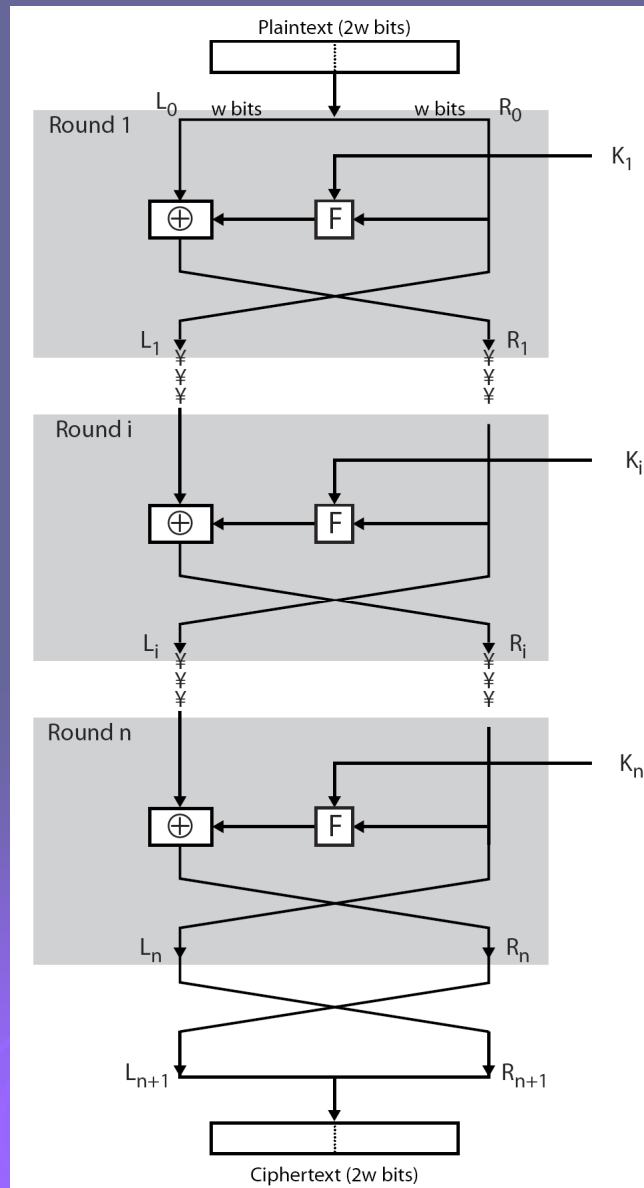 Plaintext (2w bits)
L0 w bits w bits R0
Round 1
K1
⊕ F
L1 R1
¥ ¥
¥ ¥
¥ ¥
Round i
Ki
⊕ F
Li Ri
¥ ¥
¥ ¥
¥ ¥
Round n
Kn
⊕ F
Ln Rn
Ln+1 Rn+1
Ciphertext (2w bits)